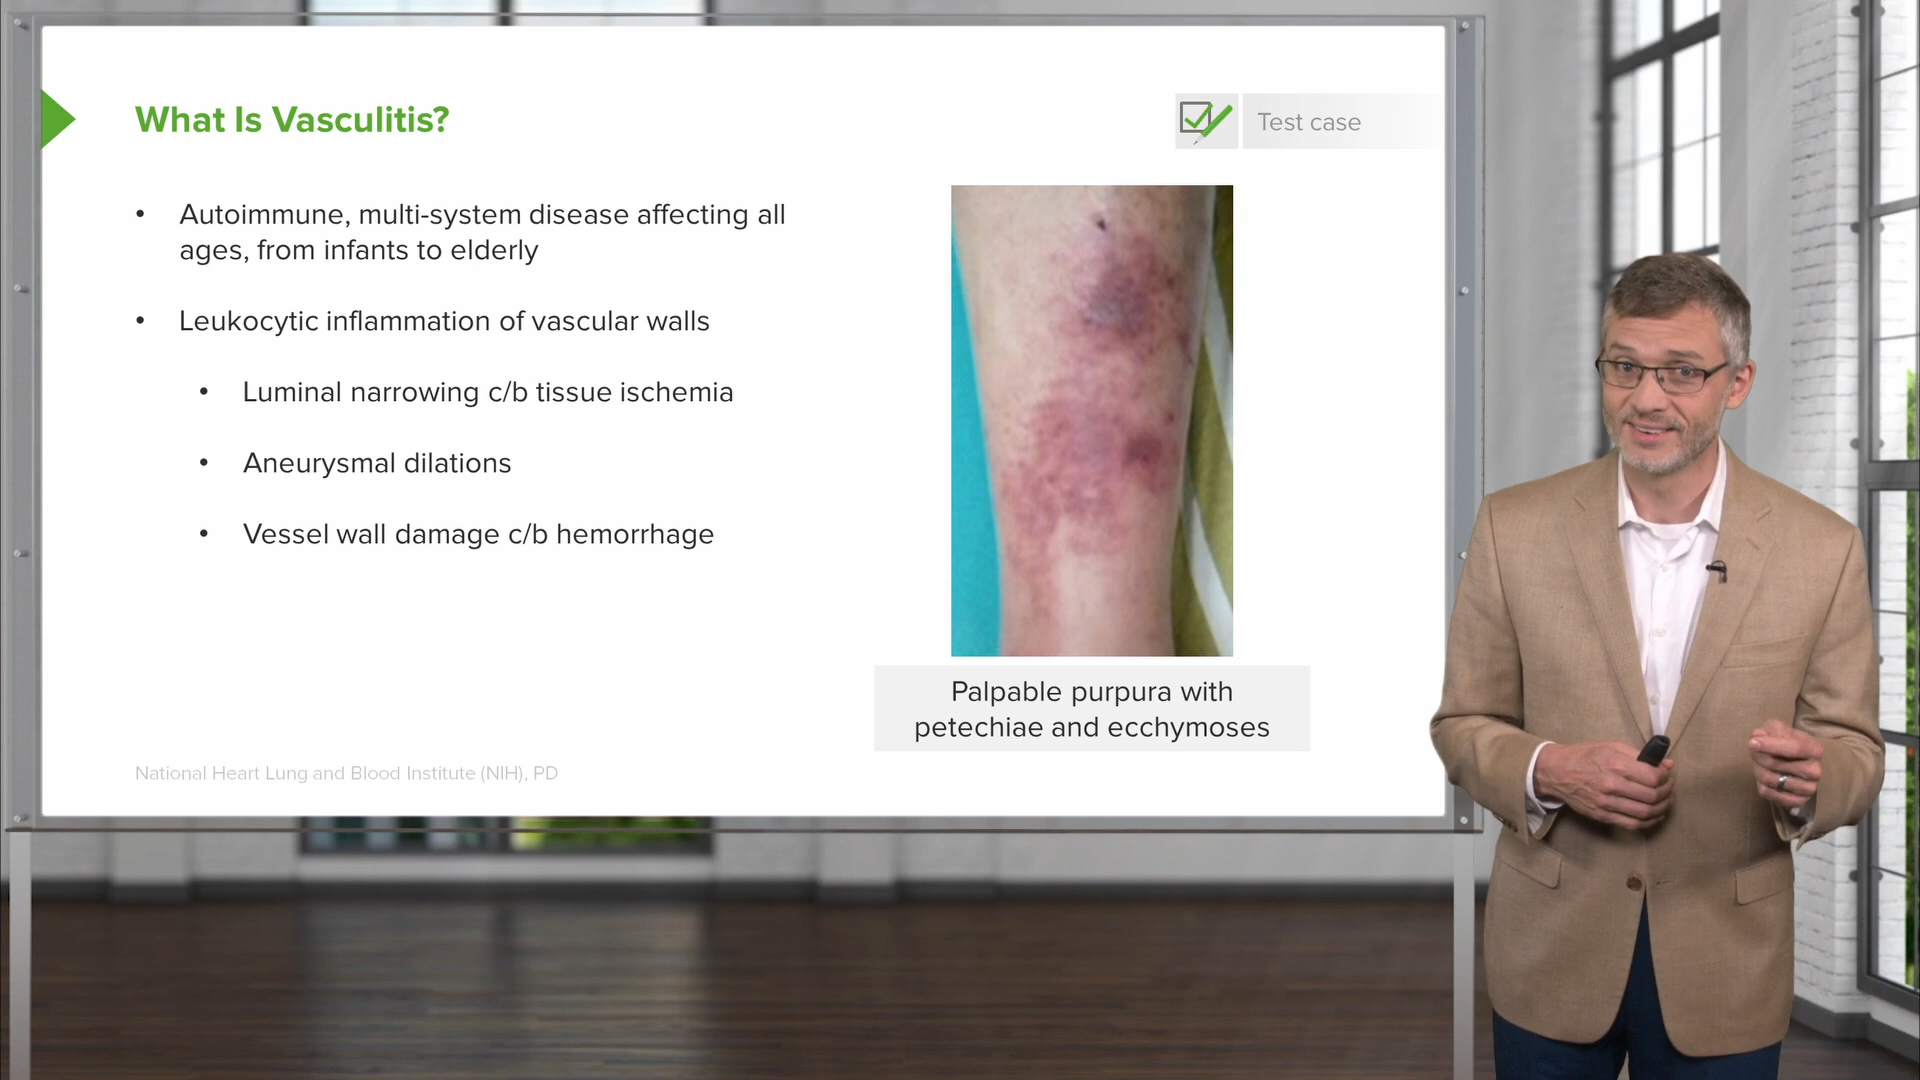 What Is Vasculitis?
Test case
• Autoimmune, multi-system disease affecting all
ages, from infants to elderly
• Leukocytic inflammation of vascular walls
• Luminal narrowing c/b tissue ischemia
• Aneurysmal dilations
• Vessel wall damage c/b hemorrhage
Palpable purpura with
petechiae and ecchymoses
National Heart Lung and Blood Institute (NIH), PD